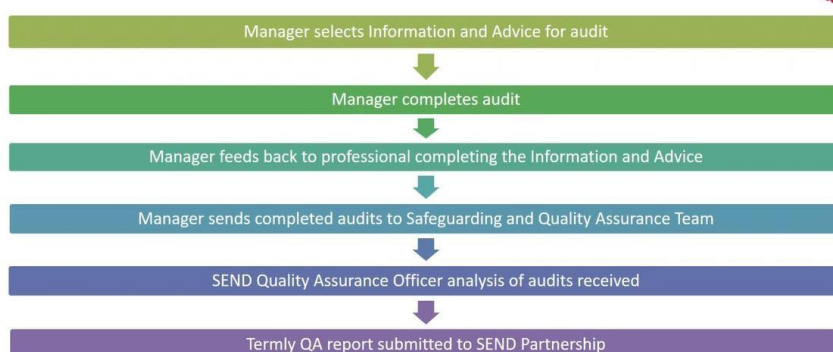 Manager selects Information and Advice for audit
Manager completes audit
Manager feeds back to professional completing the Information and Advice
Manager sends completed audits to Safeguarding and Quality Assurance Team
SEND Quality Assurance Officer analysis of audits received
Termly QA report submitted to SEND Partnership